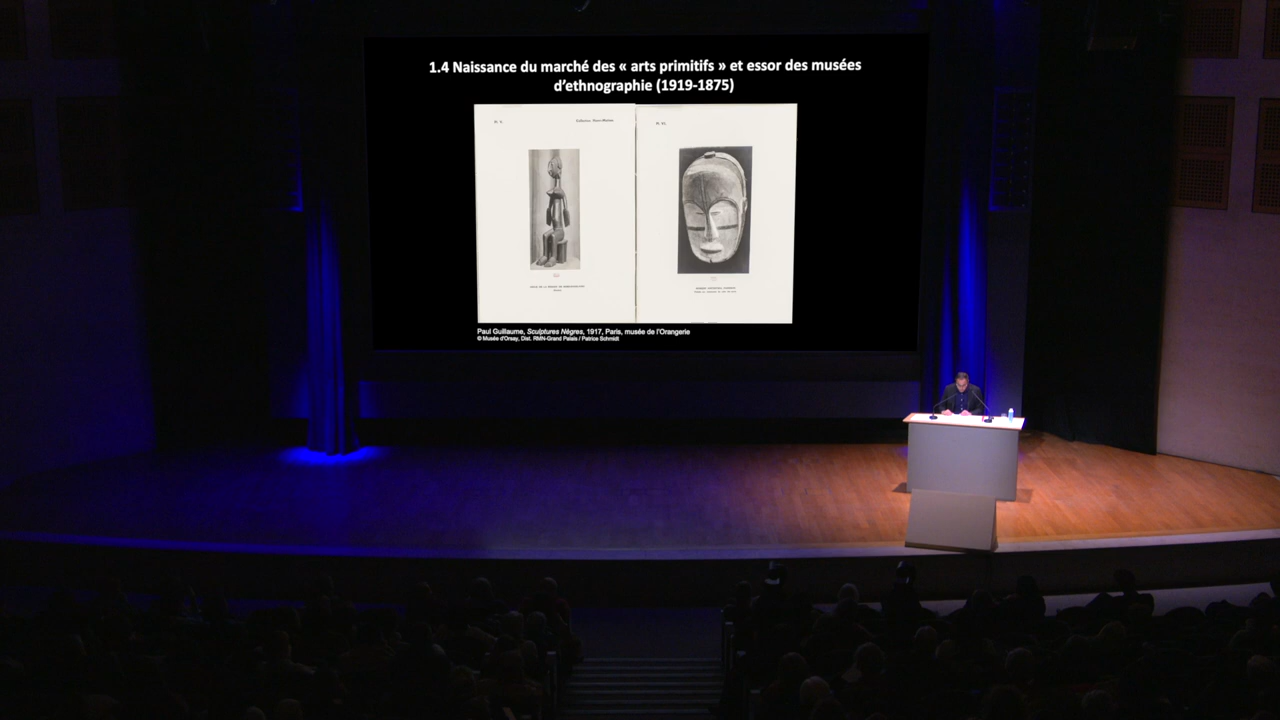 1.4 Naissance du marché des « arts primitifs » et essor des musées
d'ethnographie (1919-1875)
Paul Guillaume, Sculptures Nègres, 1917, Paris, musée de l'Orangerie
© Musée d'Orsay, Dist. RMN-Grand Palais / Patrice Schmidt